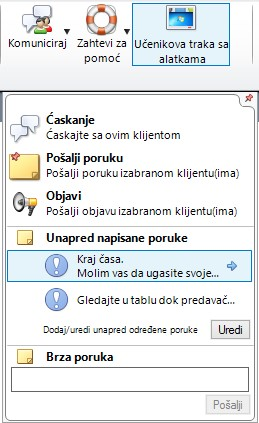 Komuniciraj
Zahtevi za
pomoć
Učenikova traka sa
alatkama
Ćaskanje
Ćaskajte sa ovim klijentom
Pošalji poruku
Pošalji poruku izabranom klijentu(ima)
Objavi
Pošalji objavu izabranom klijentu(ima)
Unapred napisane poruke
Kraj časa.
Molim vas da ugasite svoje...
Gledajte u tablu dok predavač...
Dodaj/uredi unapred određene poruke
Uredi
Brza poruka
Pošalji